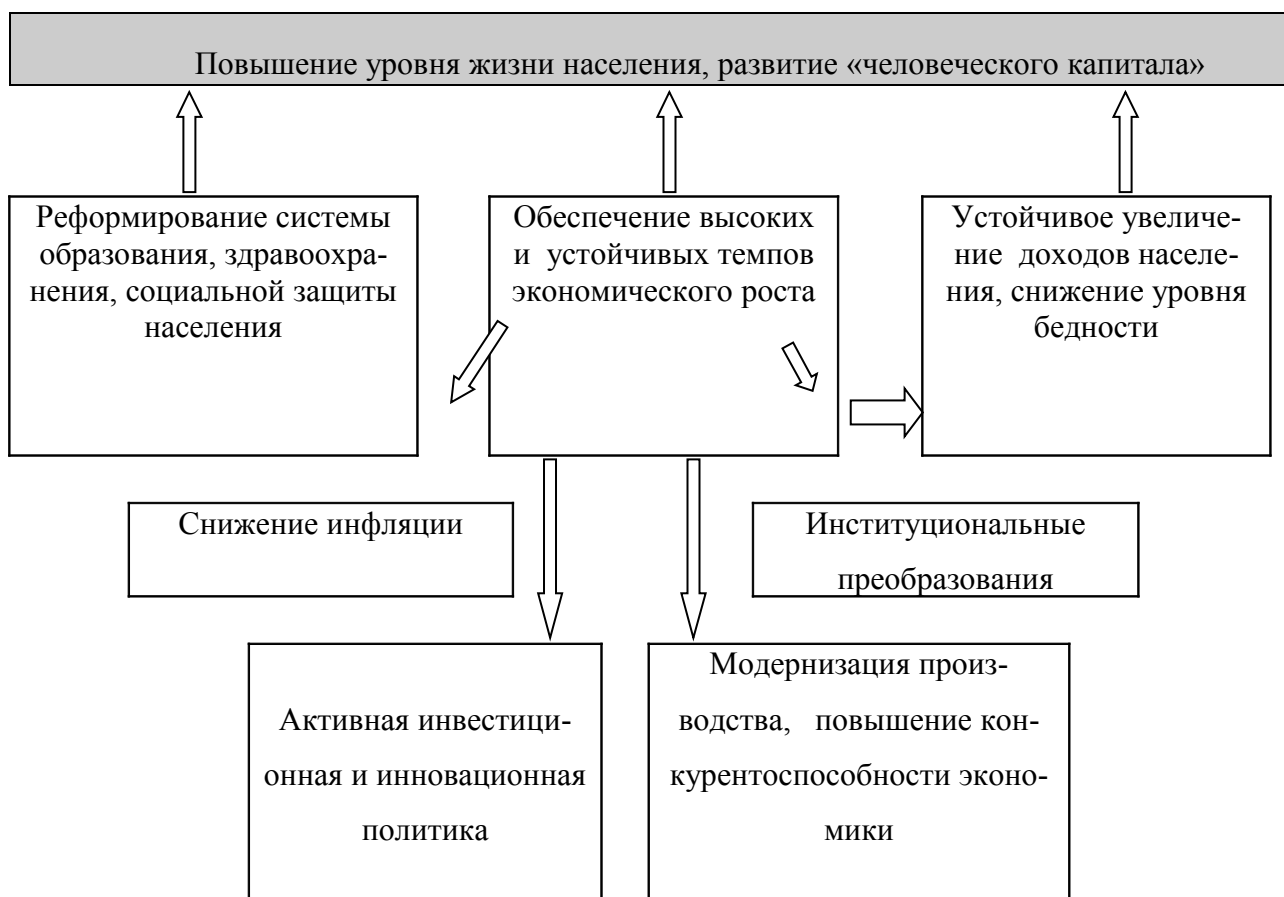 Повышение уровня жизни населения, развитие «человеческого капитала»
Реформирование системы
образования, здравоохра-
нения, социальной защиты
населения
Обеспечение высоких
и устойчивых темпов
экономического роста
Устойчивое увеличе-
ние доходов населе-
ния, снижение уровня
бедности
Снижение инфляции
Институциональные
преобразования
Активная инвестици-
онная и инновационная
политика
Модернизация произ-
водства, повышение кон-
курентоспособности эконо-
мики